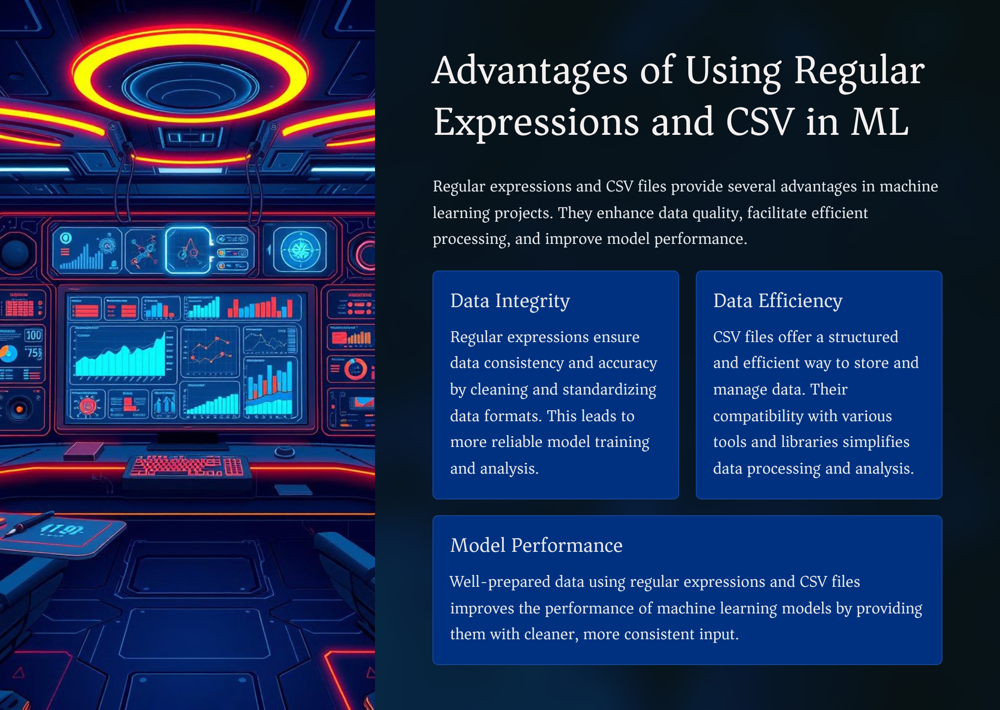 Advantages of Using Regular
Expressions and CSV in ML
Regular expressions and CSV files provide several advantages in machine
learning projects. They enhance data quality, facilitate efficient
processing, and improve model performance.
Data Integrity
Regular expressions ensure
data consistency and accuracy
by cleaning and standardizing
data formats. This leads to
more reliable model training
and analysis.
Data Efficiency
CSV files offer a structured
and efficient way to store and
manage data. Their
compatibility with various
tools and libraries simplifies
data processing and analysis.
Model Performance
Well-prepared data using regular expressions and CSV files
improves the performance of machine learning models by providing
them with cleaner, more consistent input.
100